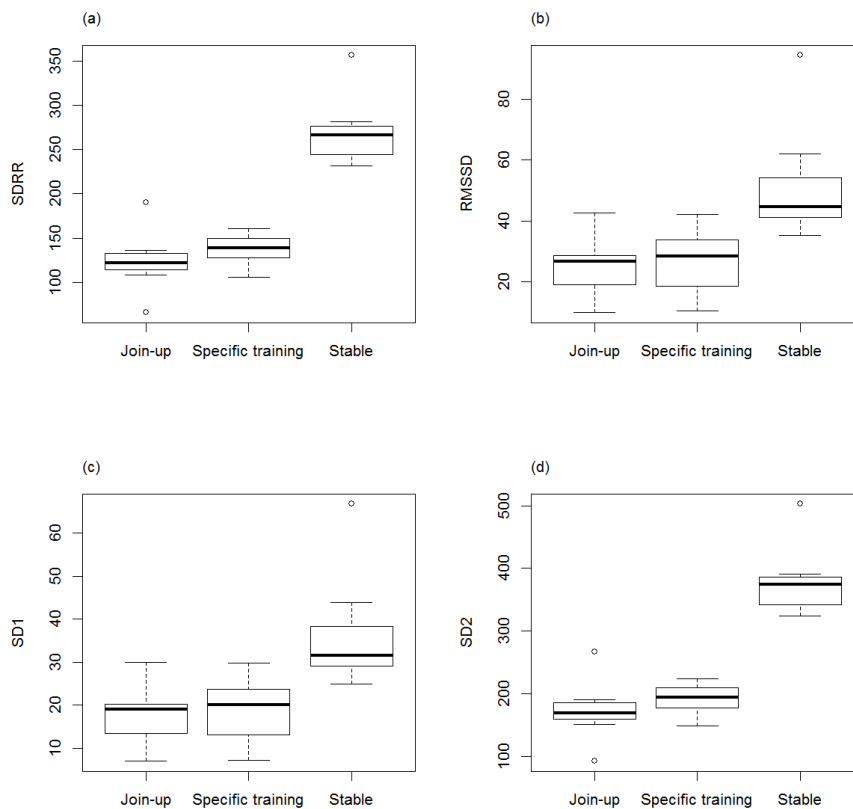 (a)
SDRR
350
300
250
200
150
100
Join-up Specific training Stable
(b)
RMSSD
80
60
40
20
Join-up Specific training Stable
(c)
SD1
60
50
40
30
20
10
Join-up Specific training Stable
(d)
SD2
500
400
300
200
100
Join-up Specific training Stable